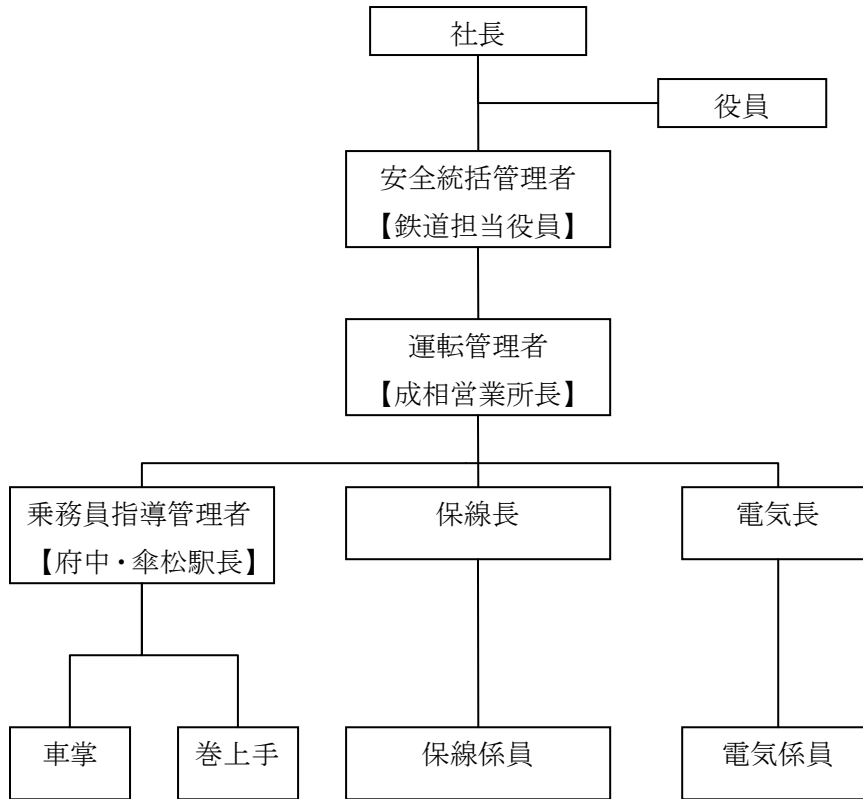 社長
役員
安全統括管理者
【鉄道担当役員】
運転管理者
【成相営業所長】
乗務員指導管理者
【府中・傘松駅長】
保線長
電気長
車掌
巻上手
保線係員
電気係員